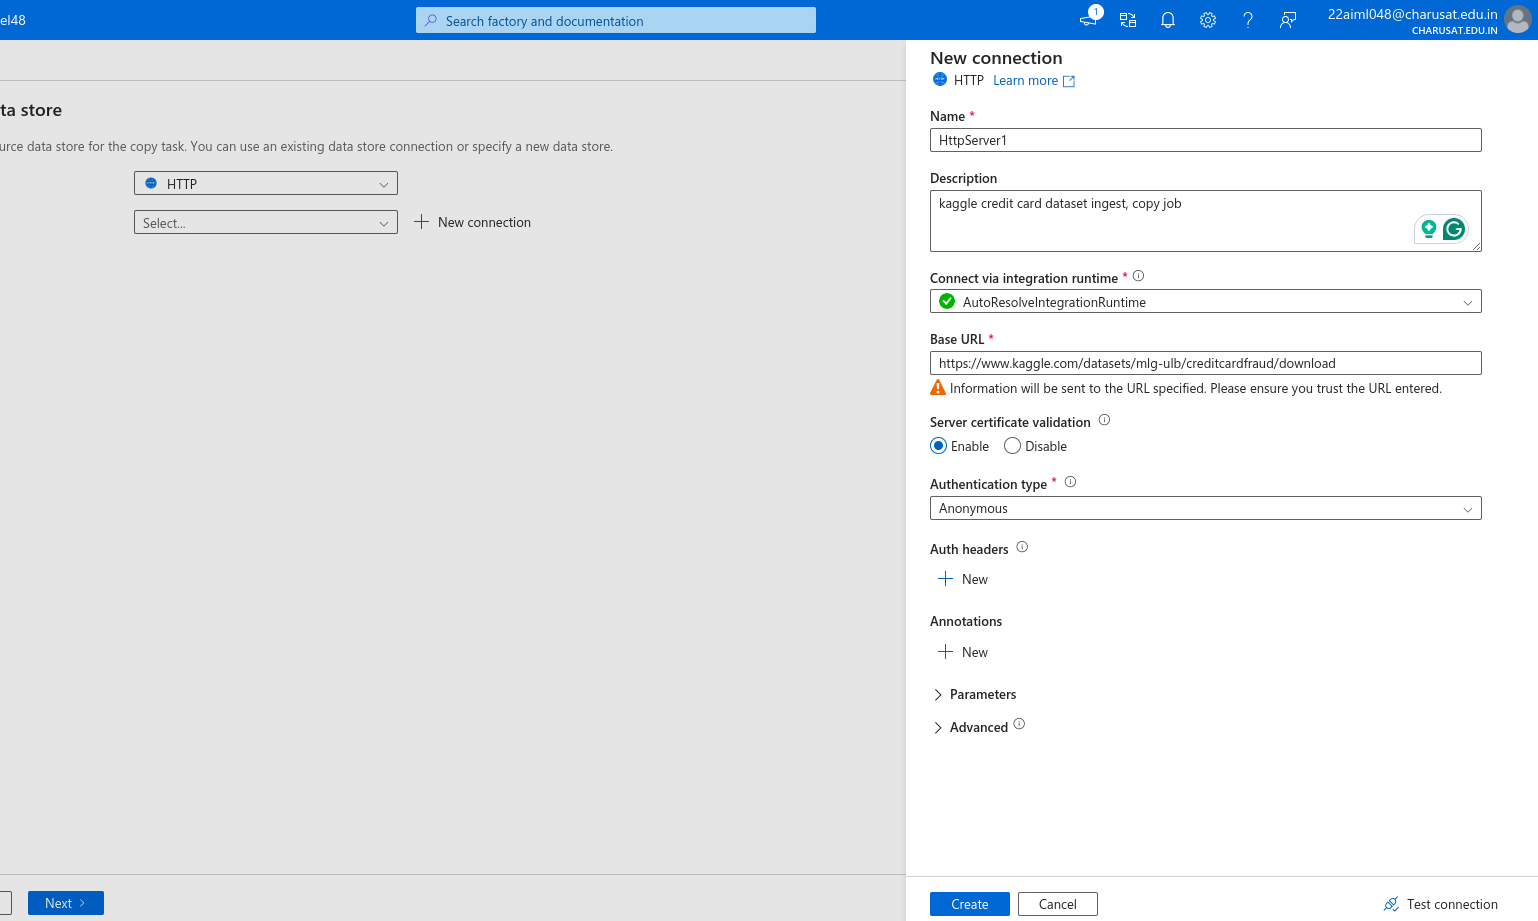 el48
Search factory and documentation
1
22aiml048@charusat.edu.in
CHARUSAT.EDU.IN
ta store
urce data store for the copy task. You can use an existing data store connection or specify a new data store.
HTTP
Select...
New connection
Next
New connection
HTTP Learn more
Name *
HttpServer1
Description
kaggle credit card dataset ingest, copy job
Connect via integration runtime *
AutoResolveIntegrationRuntime
Base URL *
https://www.kaggle.com/datasets/mlg-ulb/creditcardfraud/download
Information will be sent to the URL specified. Please ensure you trust the URL entered.
Server certificate validation
Enable Disable
Authentication type *
Anonymous
Auth headers
New
Annotations
New
Parameters
Advanced
Create Cancel Test connection